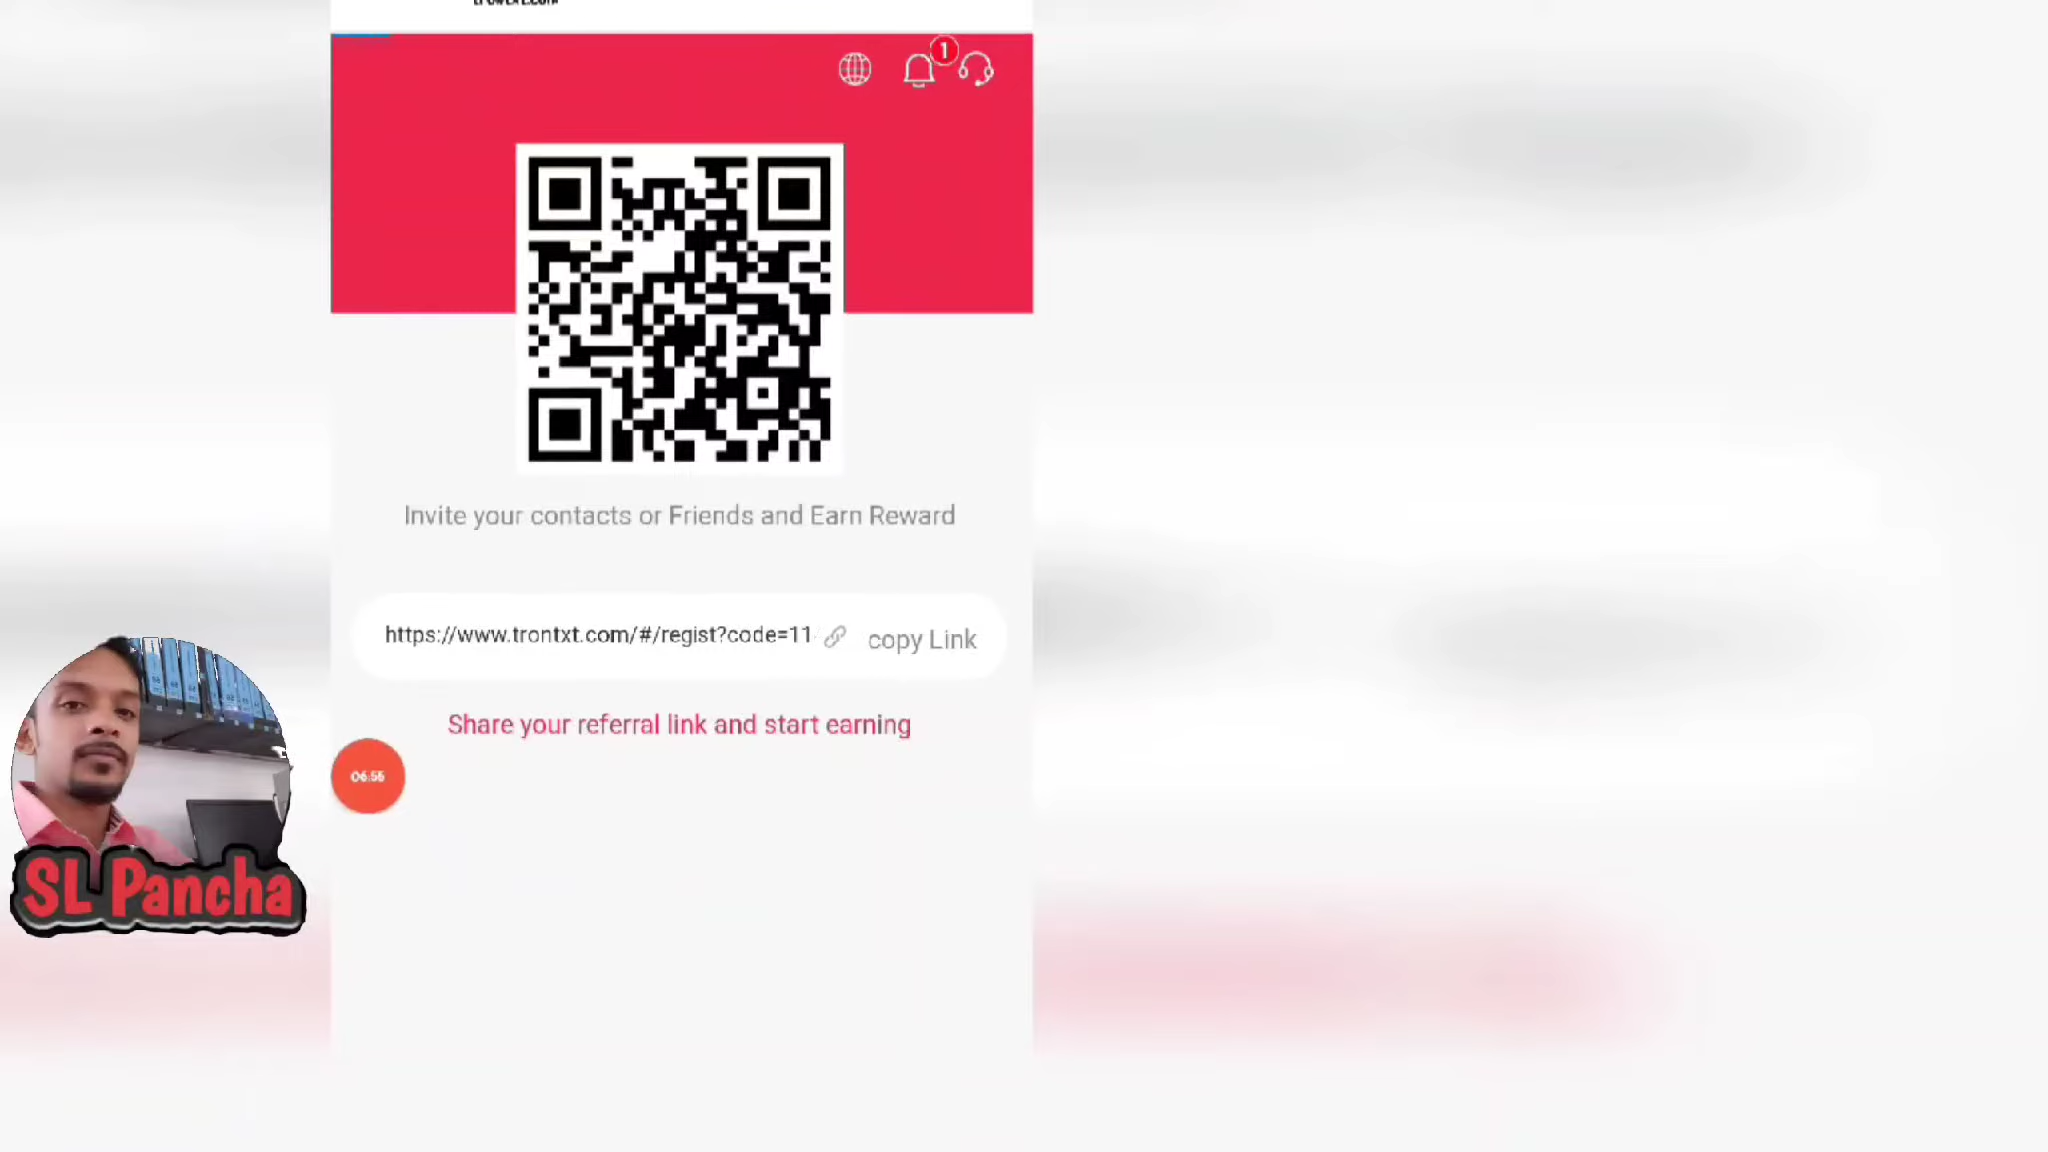 1
Invite your contacts or Friends and Earn Reward
https://www.trontxt.com/#/regist?code=11
copy Link
Share your referral link and start earning
06:55
SL Pancha